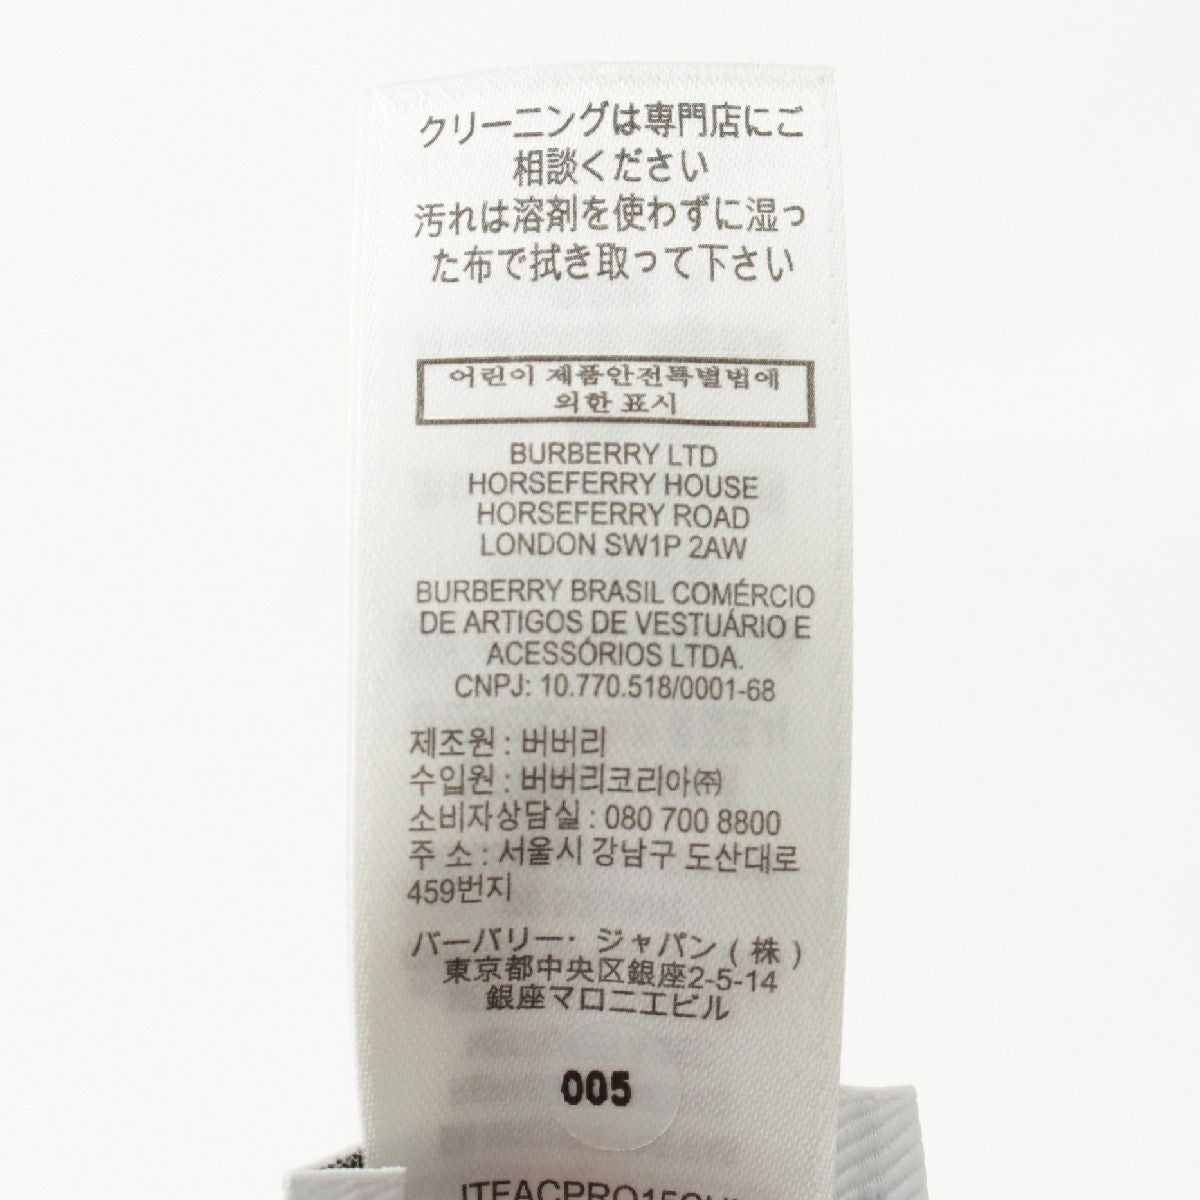 クリーニングは専門店にご
相談ください
汚れは溶剤を使わずに湿っ
た布で拭き取って下さい
어린이 제품안전특별법에
의한 표시
BURBERRY LTD
HORSEFERRY HOUSE
HORSEFERRY ROAD
LONDON SW1P 2AW
BURBERRY BRASIL COMÉRCIO
DE ARTIGOS DE VESTUÁRIO E
ACESSÓRIOS LTDA.
CNPJ: 10.770.518/0001-68
제조원 : 버버리
수입원 : 버버리코리아㈜
소비자상담실 : 080 700 8800
주 소 : 서울시 강남구 도산대로
459번지
バーバリー・ジャパン(株)
東京都中央区銀座2-5-14
銀座マロニエビル
005